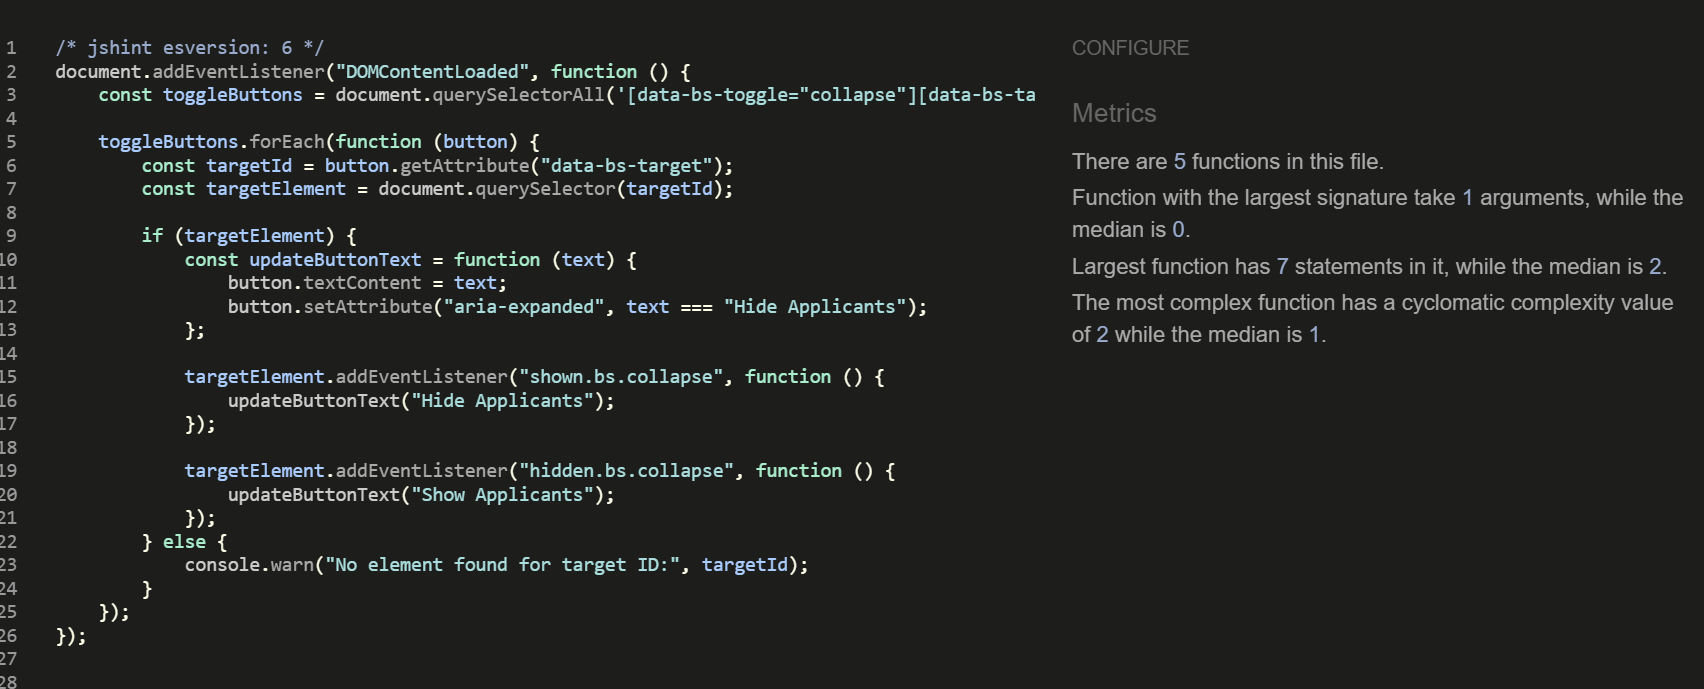 1 /* jshint esversion: 6 */
2 document.addEventListener("DOMContentLoaded", function () {
3 const toggleButtons = document.querySelectorAll('[data-bs-toggle="collapse"][data-bs-ta
4
5 toggleButtons.forEach(function (button) {
6 const targetId = button.getAttribute("data-bs-target");
7 const targetElement = document.querySelector(targetId);
8
9 if (targetElement) {
10 const updateButtonText = function (text) {
11 button.textContent = text;
12 button.setAttribute("aria-expanded", text === "Hide Applicants");
13 };
14
15 targetElement.addEventListener("shown.bs.collapse", function () {
16 updateButtonText("Hide Applicants");
17 });
18
19 targetElement.addEventListener("hidden.bs.collapse", function () {
20 updateButtonText("Show Applicants");
21 });
22 } else {
23 console.warn("No element found for target ID:", targetId);
24 }
25 });
26 });
27
28
CONFIGURE
Metrics
There are 5 functions in this file.
Function with the largest signature take 1 arguments, while the
median is 0.
Largest function has 7 statements in it, while the median is 2.
The most complex function has a cyclomatic complexity value
of 2 while the median is 1.